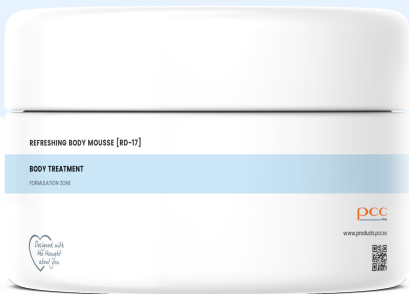 REFRESHING BODY MOUSSE [RD-17]
BODY TREATMENT
FORMULATION ZONE
pcc
www.products.pcc.eu
Designed with
the thought
about you